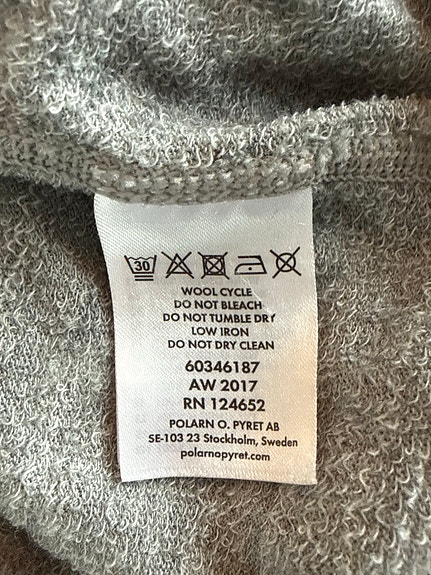 30
WOOL CYCLE
DO NOT BLEACH
DO NOT TUMBLE DRY
LOW IRON
DO NOT DRY CLEAN
60346187
AW 2017
RN 124652
POLARN O. PYRET AB
SE-103 23 Stockholm, Sweden
polarnopyret.com